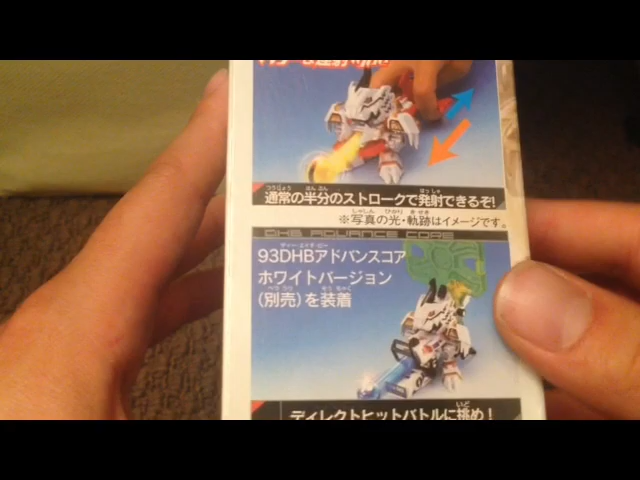 通常の半分のストロークで発射できるぞ!
※写真の光・軌跡はイメージです。
DHB ADVANCE CORE
93DHBアドバンスコア
ホワイトバージョン
(別売)を装着
ディレクトヒットバトルに挑め!